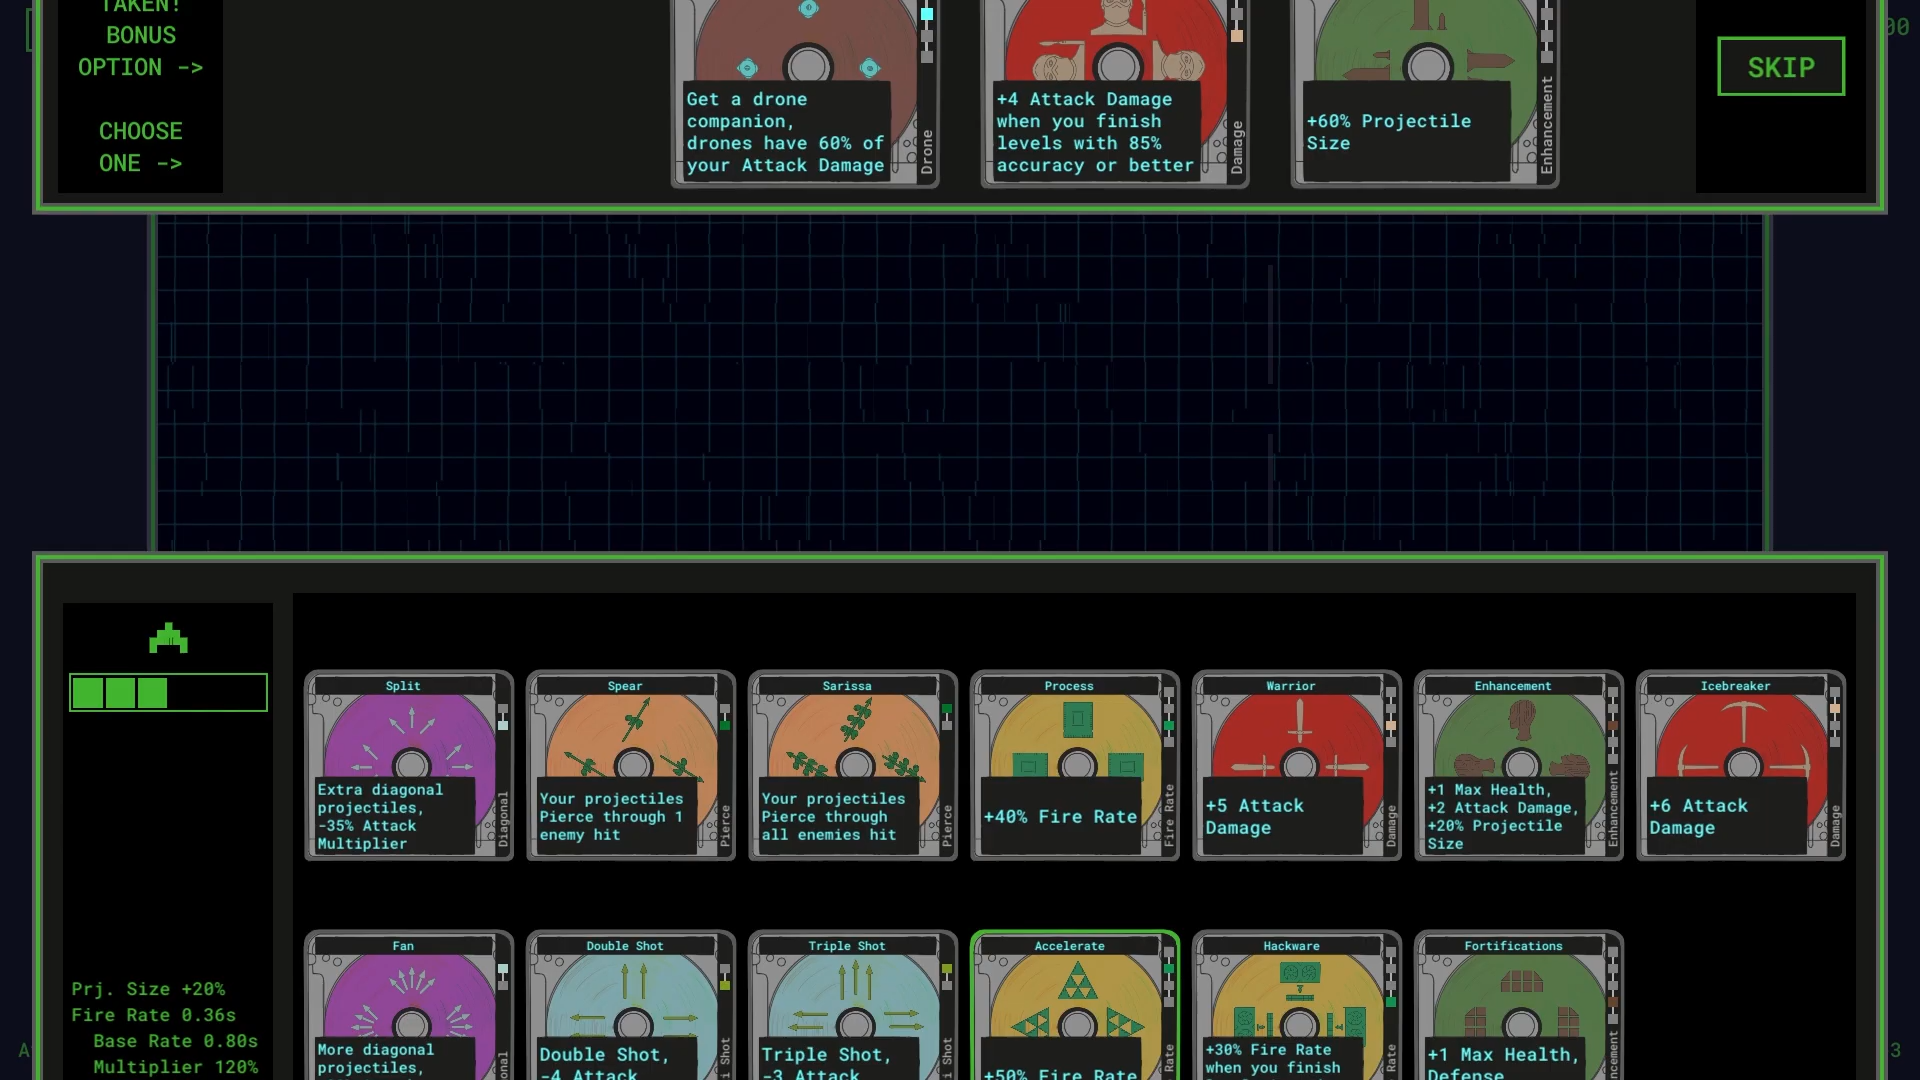 TAKEN!
BONUS
OPTION ->
CHOOSE
ONE ->
Get a drone
companion,
drones have 60% of
your Attack Damage
Drone
+4 Attack Damage
when you finish
levels with 85%
accuracy or better
Damage
+60% Projectile
Size
Enhancement
SKIP
00
Split
Extra diagonal
projectiles,
-35% Attack
Multiplier
Diagonal
Spear
Your projectiles
Pierce through 1
enemy hit
Pierce
Sarissa
Your projectiles
Pierce through
all enemies hit
Pierce
Process
+40% Fire Rate
Fire Rate
Warrior
+5 Attack
Damage
Damage
Enhancement
+1 Max Health,
+2 Attack Damage,
+20% Projectile
Size
Enhancement
Icebreaker
+6 Attack
Damage
Damage
Prj. Size +20%
Fire Rate 0.36s
Base Rate 0.80s
Multiplier 120%
Fan
More diagonal
projectiles,
Double Shot
Double Shot,
-4 Attack
Shot
Triple Shot
Triple Shot,
-3 Attack
Shot
Accelerate
+50% Fire Rate
Rate
Hackware
+30% Fire Rate
when you finish
Rate
Fortifications
+1 Max Health,
Defense
3